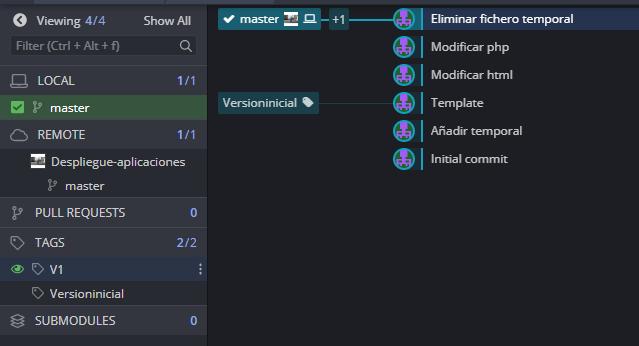 Viewing 4/4 Show All
Filter (Ctrl + Alt + f)
LOCAL 1/1
master
REMOTE 1/1
Despliegue-aplicaciones
master
PULL REQUESTS 0
TAGS 2/2
V1
Versioninicial
SUBMODULES 0
master +1 Eliminar fichero temporal
Modificar php
Modificar html
Versioninicial Template
Añadir temporal
Initial commit